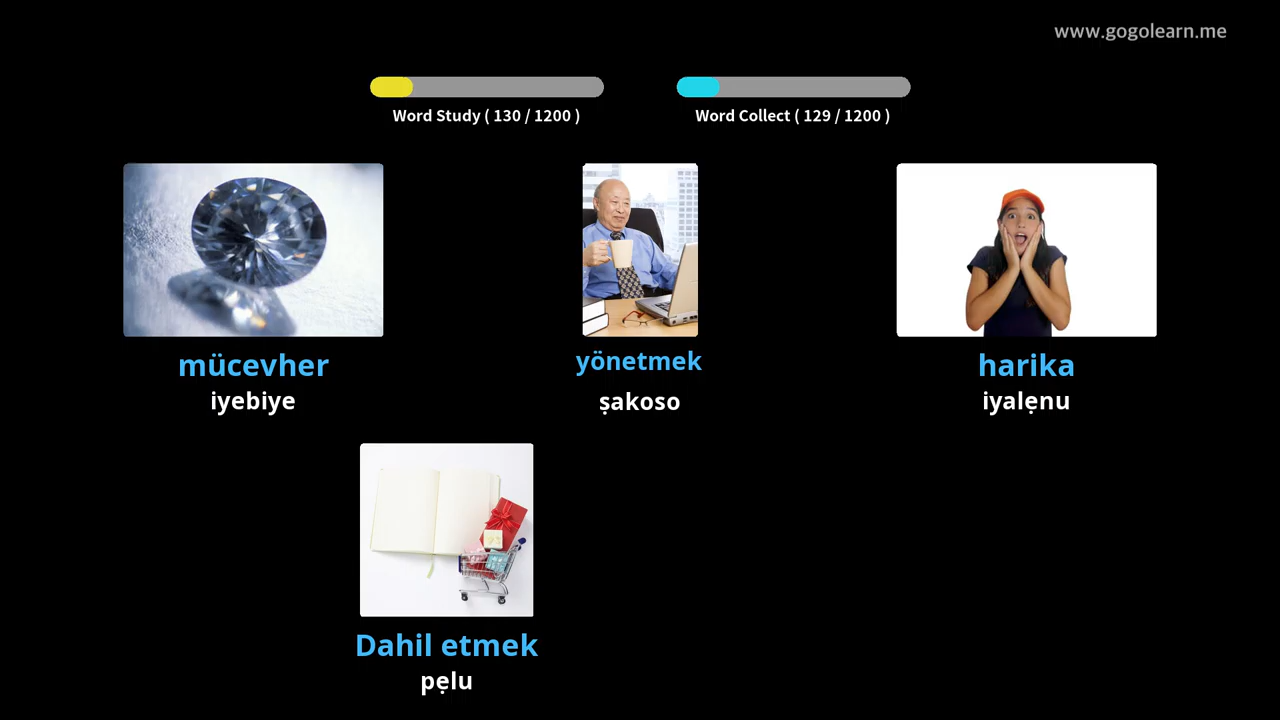 www.gogolearn.me
Word Study ( 130 / 1200 )
Word Collect ( 129 / 1200 )
mücevher
iyebiye
yönetmek
ṣakoso
harika
iyalẹnu
Dahil etmek
pẹlu